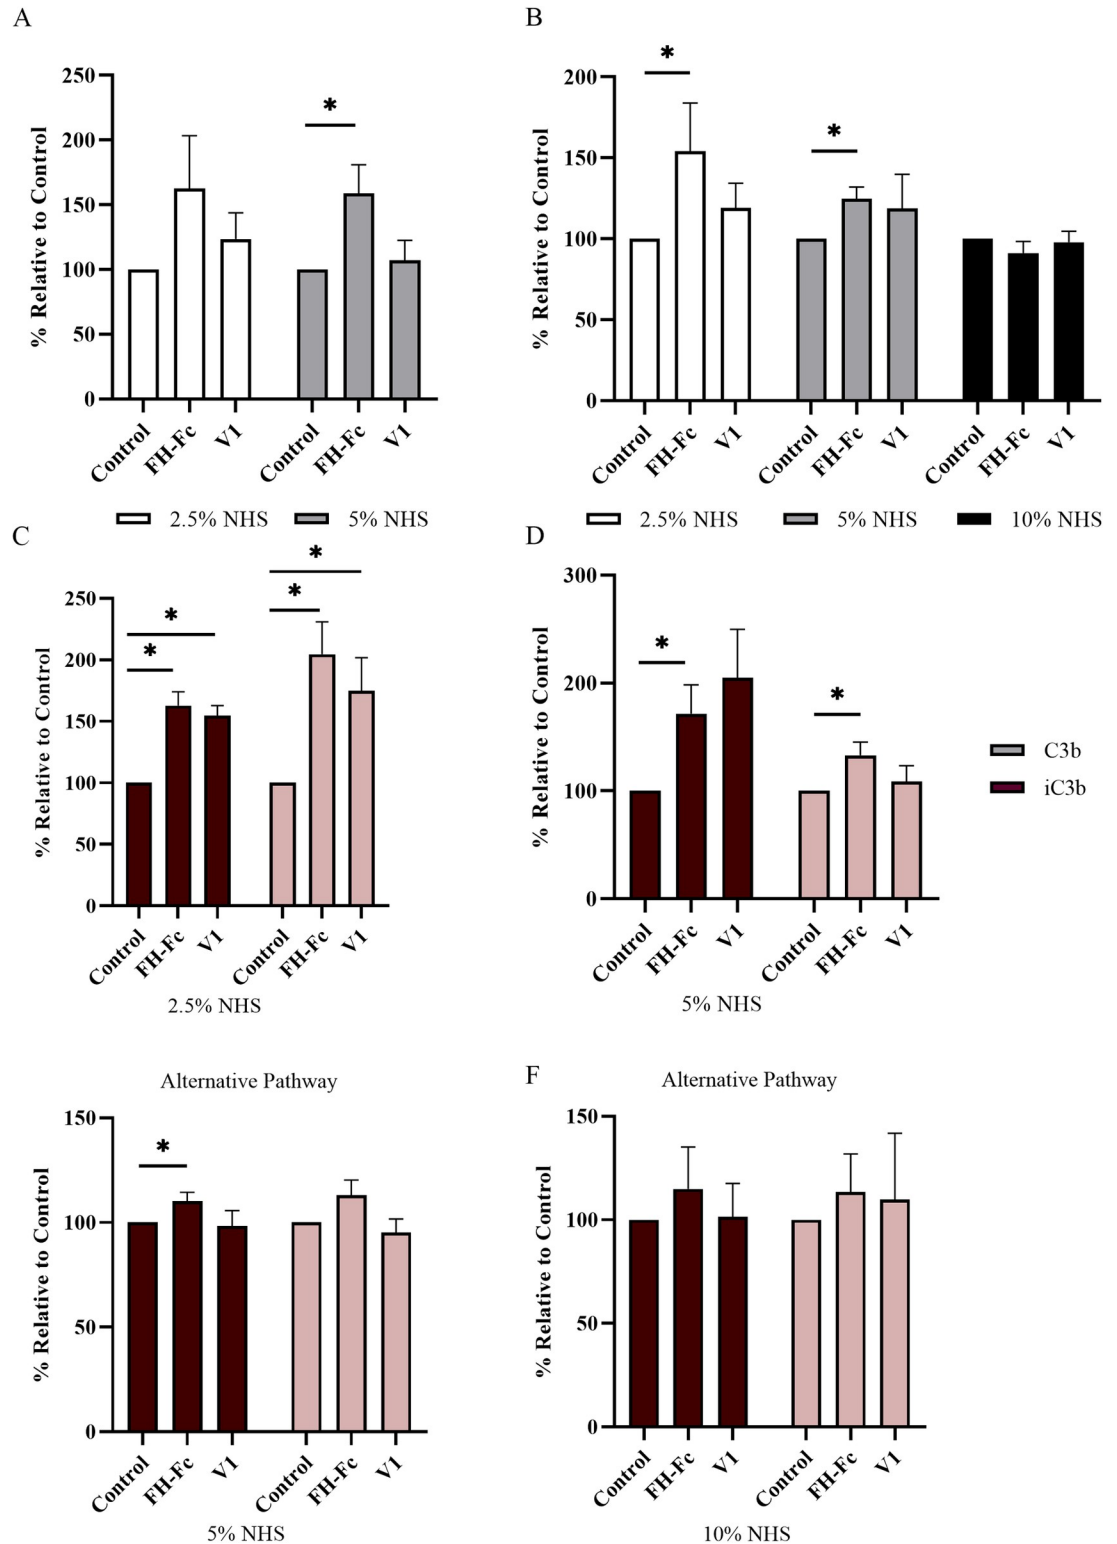 A
% Relative to Control
250
200
150
100
50
0
*
Control
FH-Fc
V1
Control
FH-Fc
V1
2.5% NHS
5% NHS
B
% Relative to Control
200
150
100
50
0
*
*
Control
FH-Fc
V1
Control
FH-Fc
V1
Control
FH-Fc
V1
2.5% NHS
5% NHS
10% NHS
C
% Relative to Control
250
200
150
100
50
0
*
*
*
*
Control
FH-Fc
V1
Control
FH-Fc
V1
2.5% NHS
D
% Relative to Control
300
200
100
0
*
*
Control
FH-Fc
V1
Control
FH-Fc
V1
5% NHS
C3b
iC3b
Alternative Pathway
% Relative to Control
150
100
50
0
*
Control
FH-Fc
V1
Control
FH-Fc
V1
5% NHS
F
Alternative Pathway
% Relative to Control
150
100
50
0
Control
FH-Fc
V1
Control
FH-Fc
V1
10% NHS